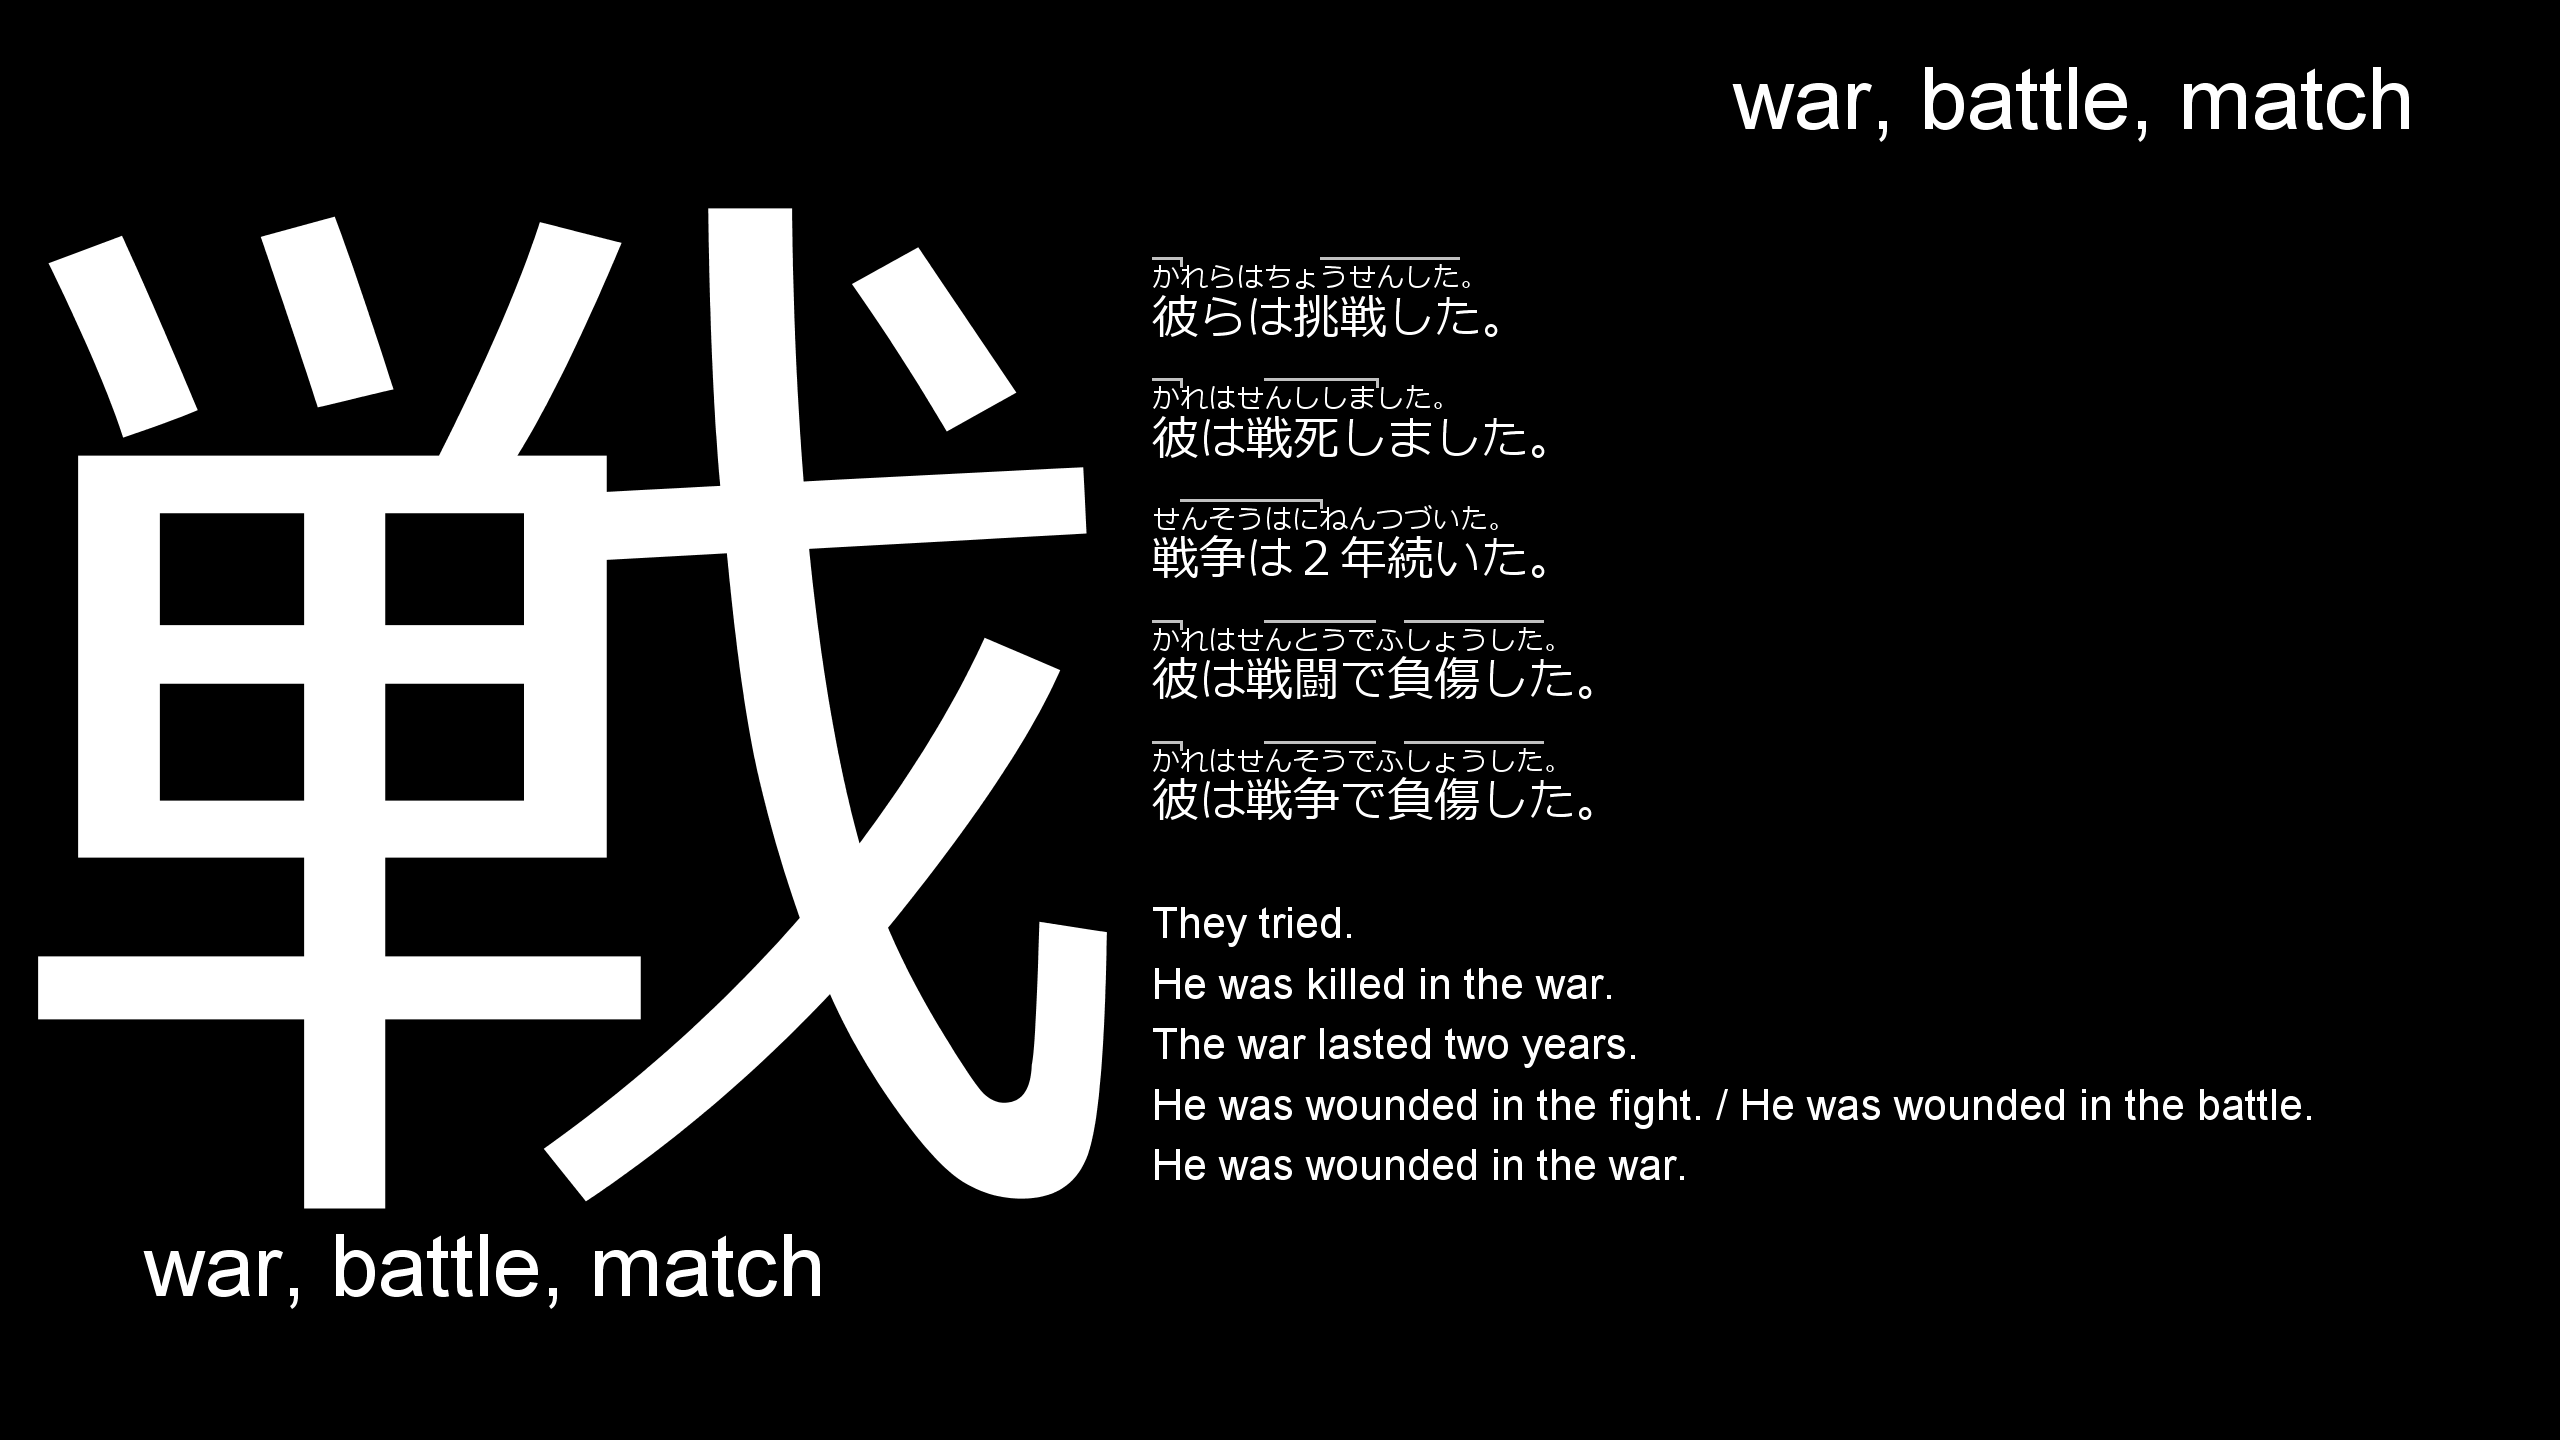 war, battle, match
戦
かれらはちょうせんした。
彼らは挑戦した。
かれはせんししました。
彼は戦死しました。
せんそうはにねんつづいた。
戦争は２年続いた。
かれはせんとうでふしょうした。
彼は戦闘で負傷した。
かれはせんそうでふしょうした。
彼は戦争で負傷した。
They tried.
He was killed in the war.
The war lasted two years.
He was wounded in the fight. / He was wounded in the battle.
He was wounded in the war.
war, battle, match